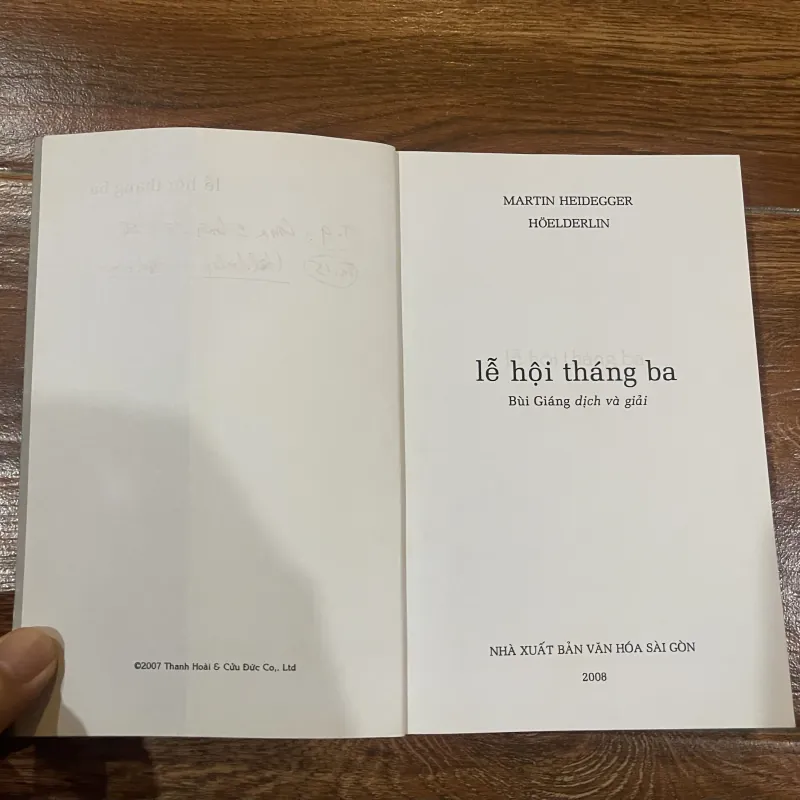 ©2007 Thanh Hoài & Cửu Đức Co,. Ltd
MARTIN HEIDEGGER
HÖELDERLIN
lễ hội tháng ba
Bùi Giáng dịch và giải
NHÀ XUẤT BẢN VĂN HÓA SÀI GÒN
2008